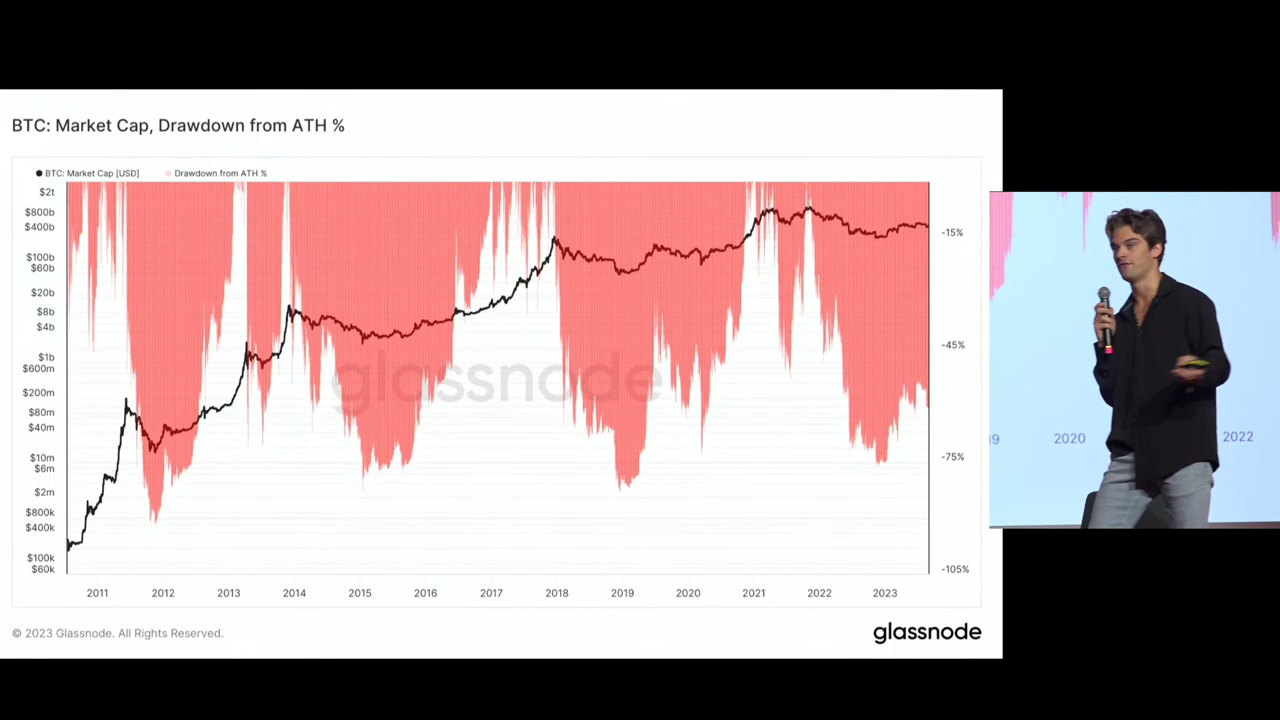 BTC: Market Cap, Drawdown from ATH %
BTC: Market Cap [USD] Drawdown from ATH %
$2t
$800b
$400b
$100b
$60b
$20b
$8b
$4b
$1b
$600m
$200m
$80m
$40m
$10m
$6m
$2m
$800k
$400k
$100k
$60k
-15%
-45%
-75%
-105%
glassnode
2011 2012 2013 2014 2015 2016 2017 2018 2019 2020 2021 2022 2023
© 2023 Glassnode. All Rights Reserved.
glassnode
19 2020 2022